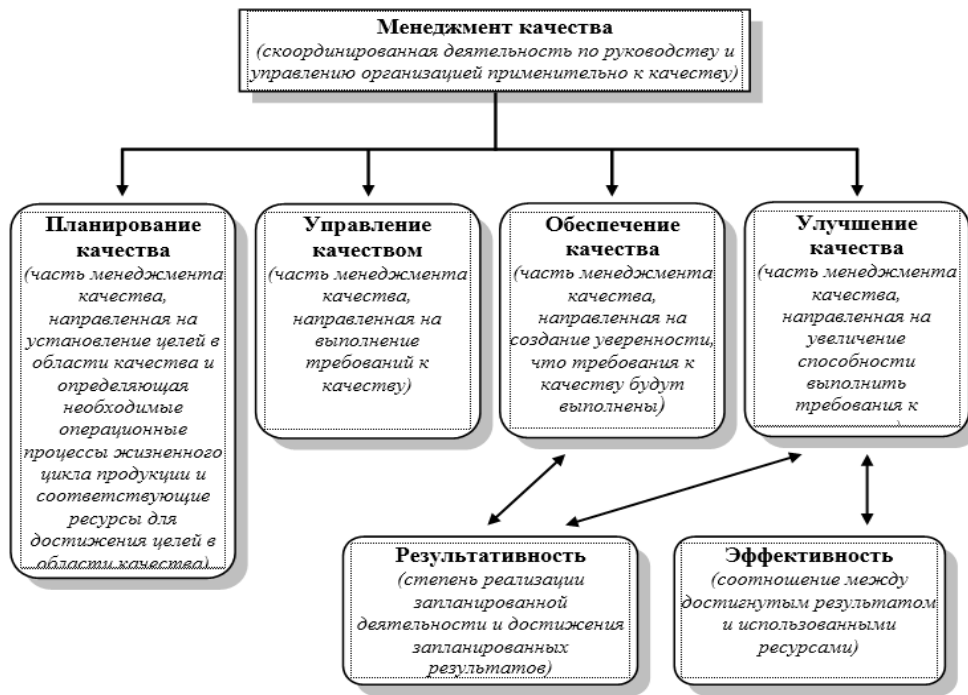 Менеджмент качества
(скоординированная деятельность по руководству и
управлению организацией применительно к качеству)
Планирование
качества
(часть менеджмента
качества,
направленная на
установление целей в
области качества и
определяющая
необходимые
операционные
процессы жизненного
цикла продукции и
соответствующие
ресурсы для
достижения целей в
области качества)
Управление
качеством
(часть менеджмента
качества,
направленная на
выполнение
требований к
качеству)
Обеспечение
качества
(часть менеджмента
качества,
направленная на
создание уверенности,
что требования к
качеству будут
выполнены)
Улучшение
качества
(часть менеджмента
качества,
направленная на
увеличение
способности
выполнить
требования к
Результативность
(степень реализации
запланированной
деятельности и достижения
запланированных
результатов)
Эффективность
(соотношение между
достигнутым результатом
и использованными
ресурсами)